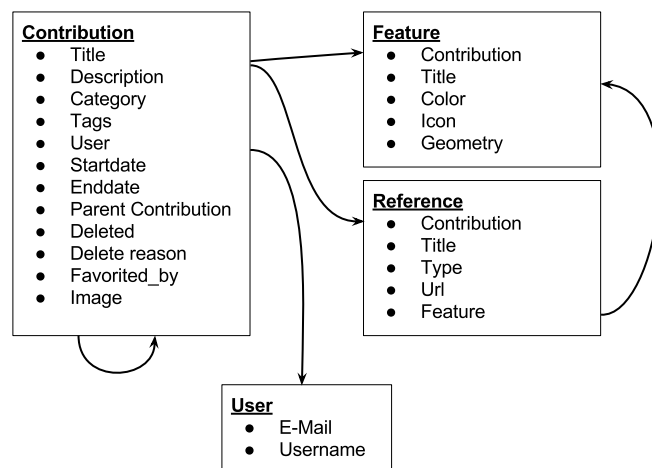 Contribution
● Title
● Description
● Category
● Tags
● User
● Startdate
● Enddate
● Parent Contribution
● Deleted
● Delete reason
● Favorited_by
● Image
Feature
● Contribution
● Title
● Color
● Icon
● Geometry
Reference
● Contribution
● Title
● Type
● Url
● Feature
User
● E-Mail
● Username